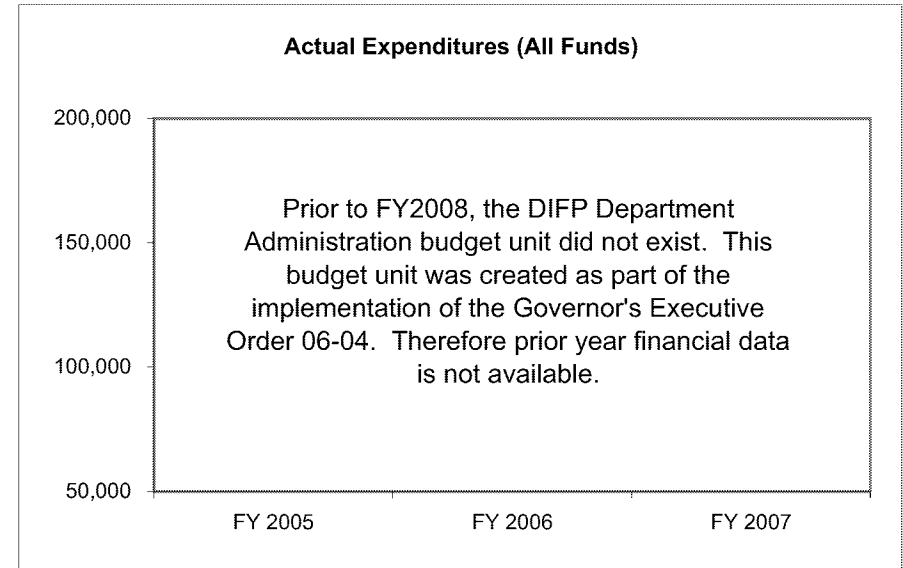 Actual Expenditures (All Funds)
200,000
Prior to FY2008, the DIFP Department
150,000
Administration budget unit did not exist.  This
budget unit was created as part of the
implementation of the Governor's Executive
Order 06-04.  Therefore prior year financial data
100,000
is not available.
50,000
FY 2005 FY 2006 FY 2007